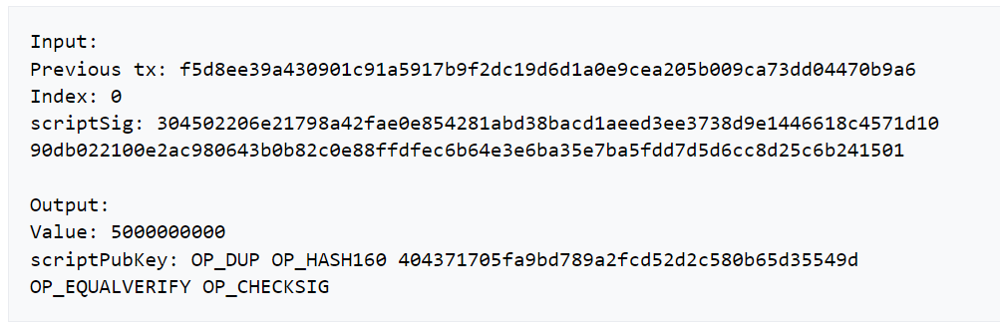 Input:
Previous tx: f5d8ee39a430901c91a5917b9f2dc19d6d1a0e9cea205b009ca73dd04470b9a6
Index: 0
scriptSig: 304502206e21798a42fae0e854281abd38bacd1aeed3ee3738d9e1446618c4571d10
90db022100e2ac980643b0b82c0e88ffdfec6b64e3e6ba35e7ba5fdd7d5d6cc8d25c6b241501
Output:
Value: 5000000000
scriptPubKey: OP_DUP OP_HASH160 404371705fa9bd789a2fcd52d2c580b65d35549d
OP_EQUALVERIFY OP_CHECKSIG